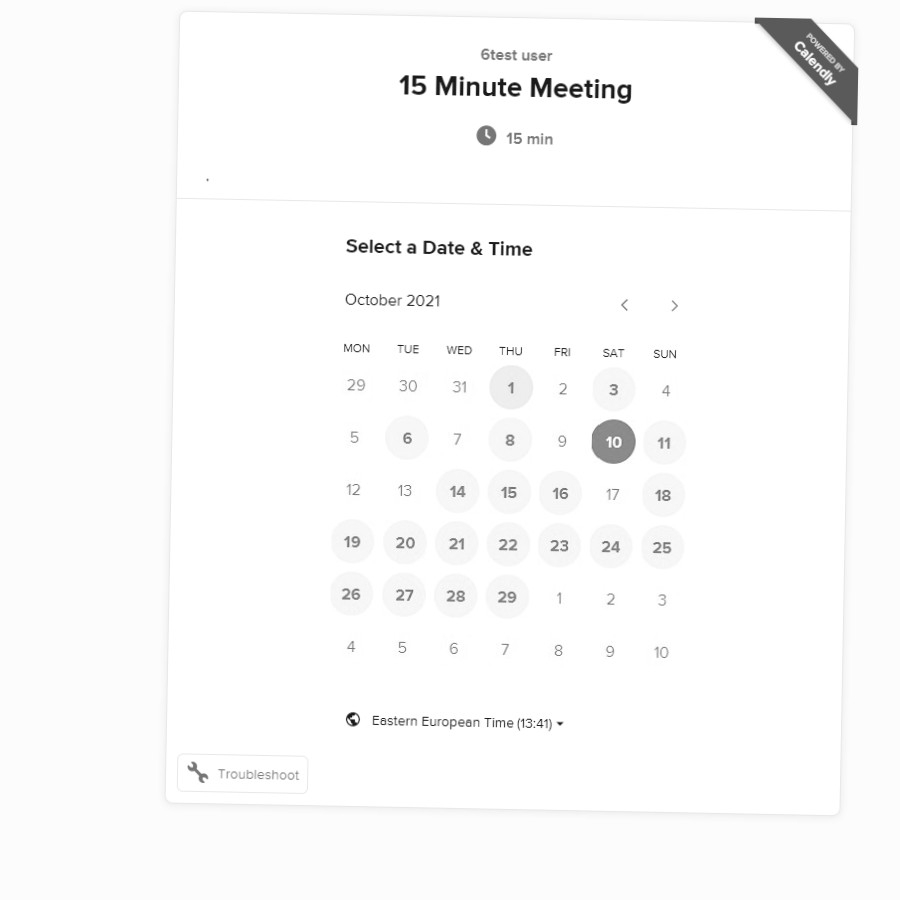 POWERED BY
Calendly
6test user
15 Minute Meeting
15 min
.
Select a Date & Time
October 2021
MON TUE WED THU FRI SAT SUN
29 30 31 1 2 3 4
5 6 7 8 9 10 11
12 13 14 15 16 17 18
19 20 21 22 23 24 25
26 27 28 29 1 2 3
4 5 6 7 8 9 10
Eastern European Time (13:41)
Troubleshoot